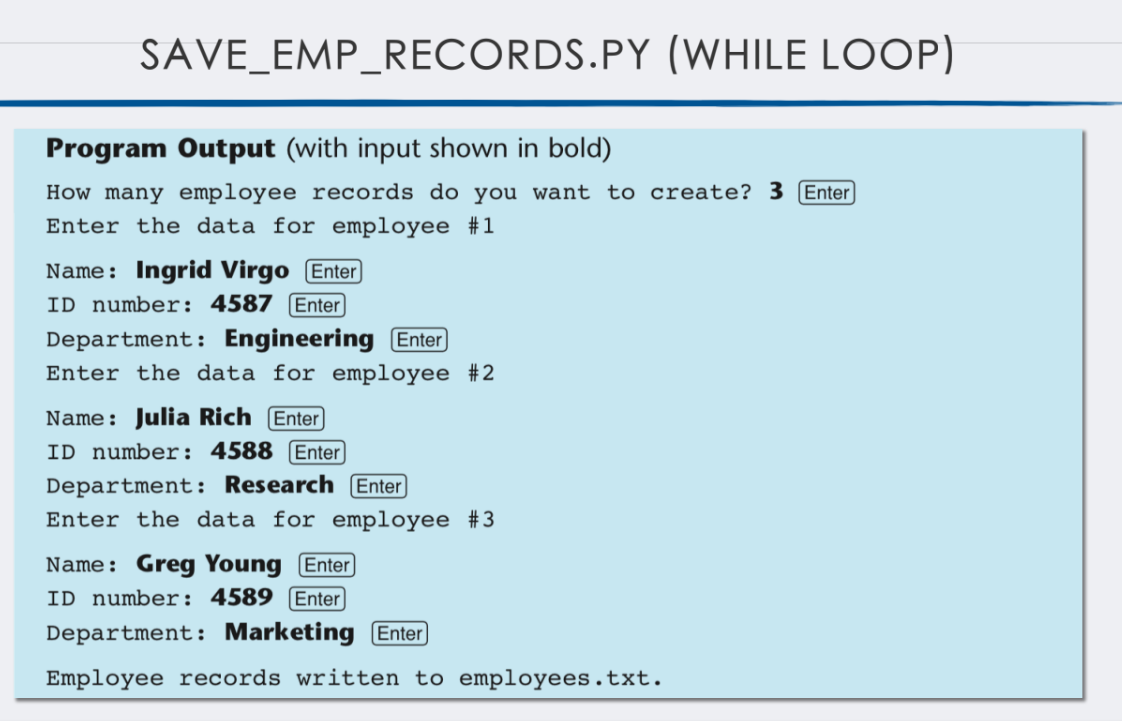 SAVE_EMP_RECORDS.PY (WHILE LOOP)
Program Output (with input shown in bold)
How many employee records do you want to create? 3 Enter
Enter the data for employee #1
Name: Ingrid Virgo Enter
ID number: 4587 Enter
Department: Engineering Enter
Enter the data for employee #2
Name: Julia Rich Enter
ID number: 4588 Enter
Department: Research Enter
Enter the data for employee #3
Name: Greg Young Enter
ID number: 4589 Enter
Department: Marketing Enter
Employee records written to employees.txt.